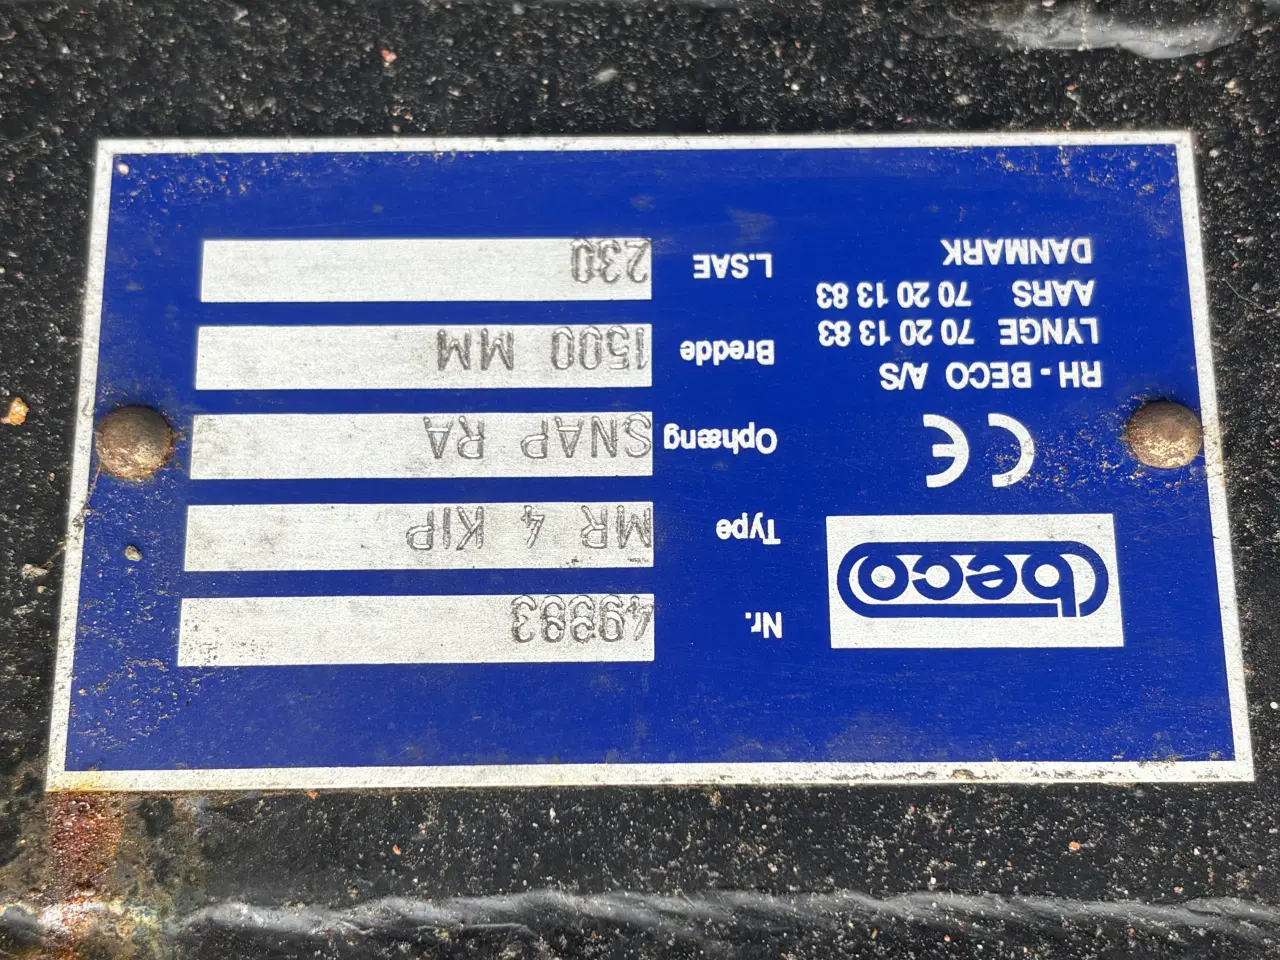 beco
CE
RH - BECO A/S
LYNGE 70 20 13 83
AARS 70 20 13 83
DANMARK
Nr.
Type MR 4 KIP
Ophæng SNAP RA
Bredde 1500 MM
L.SAE 230